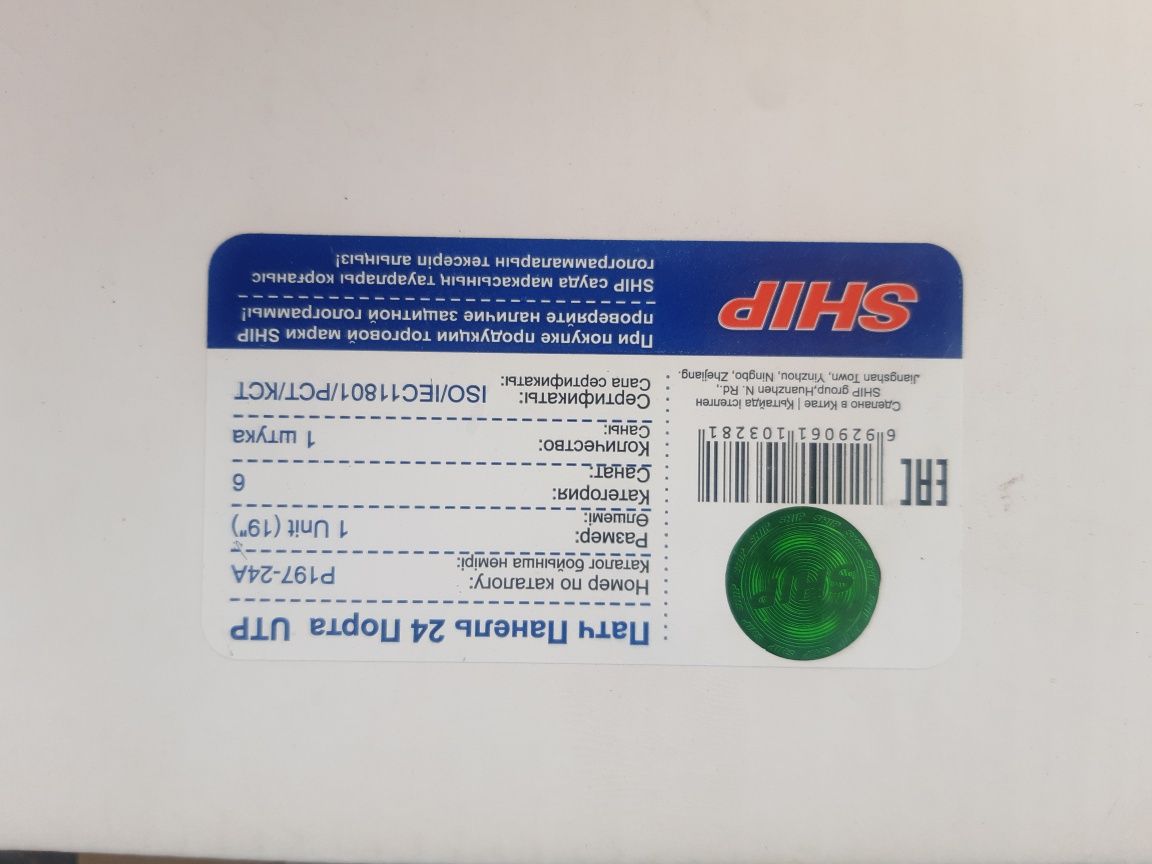 Патч Панель 24 Порта UTP
Номер по каталогу:
Каталог бойынша нөмірі:
P197-24A
Размер:
Өлшемі:
1 Unit (19")
Категория:
Санат:
6
Количество:
Саны:
1 штука
Сертификаты:
Сапа сертификаты:
ISO/IEC11801/PCT/KCT
SHIP
EAC
6 929061 103281
Сделано в Китае | Қытайда істелген
SHIP group,Huanzhen N. Rd.,
Jiangshan Town, Yinzhou, Ningbo, Zhejiang.
SHIP
При покупке продукции торговой марки SHIP
проверяйте наличие защитной голограммы!
SHIP сауда маркасының тауарлары қорғаныс
голограммаларын тексеріп алыңыз!